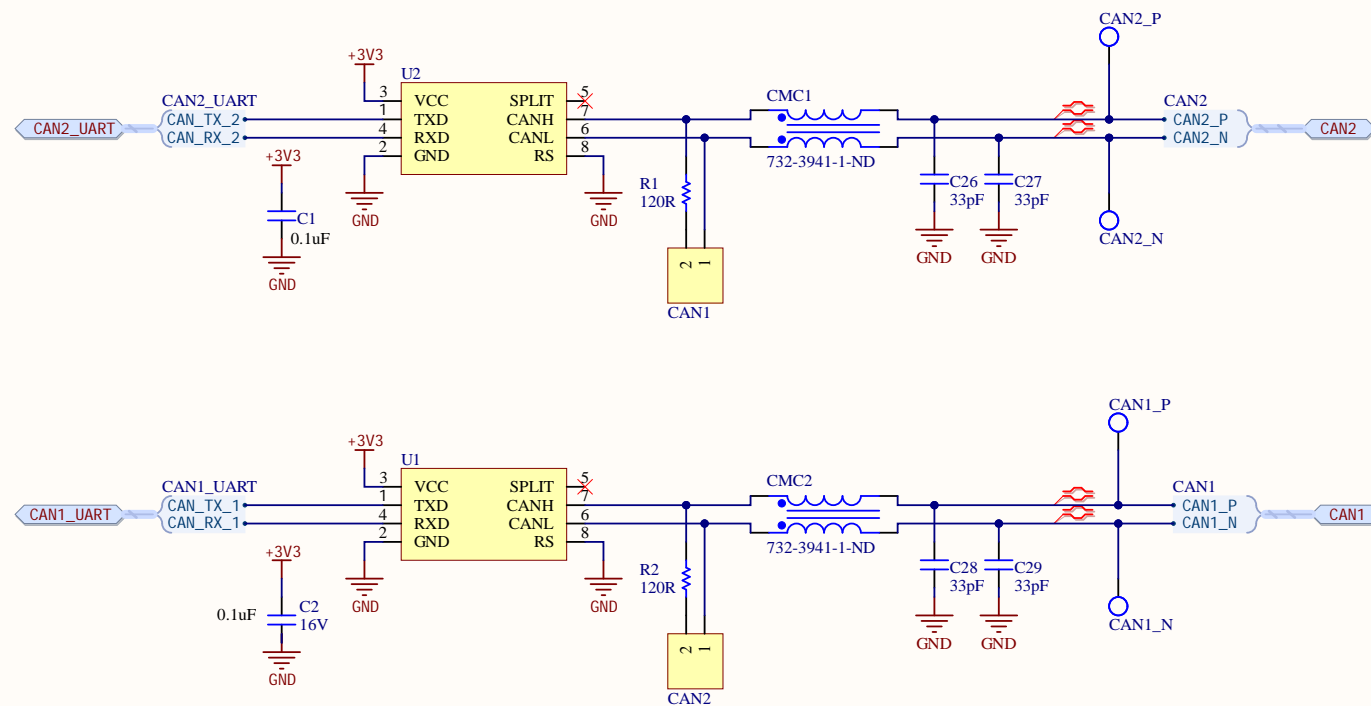 CAN2_P
+3V3
U2
CAN2_UART
CAN2_UART
CAN_TX_2
CAN_RX_2
3 VCC SPLIT 5
1 TXD CANH 7
4 RXD CANL 6
2 GND RS 8
CMC1
732-3941-1-ND
CAN2
CAN2_P
CAN2_N
CAN2
+3V3
C1
0.1uF
GND
GND
GND
R1
120R
2 1
CAN1
C26
33pF
GND
C27
33pF
GND
CAN2_N
CAN1_P
+3V3
U1
CAN1_UART
CAN1_UART
CAN_TX_1
CAN_RX_1
3 VCC SPLIT 5
1 TXD CANH 7
4 RXD CANL 6
2 GND RS 8
CMC2
732-3941-1-ND
CAN1
CAN1_P
CAN1_N
CAN1
+3V3
0.1uF
C2
16V
GND
GND
GND
R2
120R
2 1
CAN2
C28
33pF
GND
C29
33pF
GND
CAN1_N